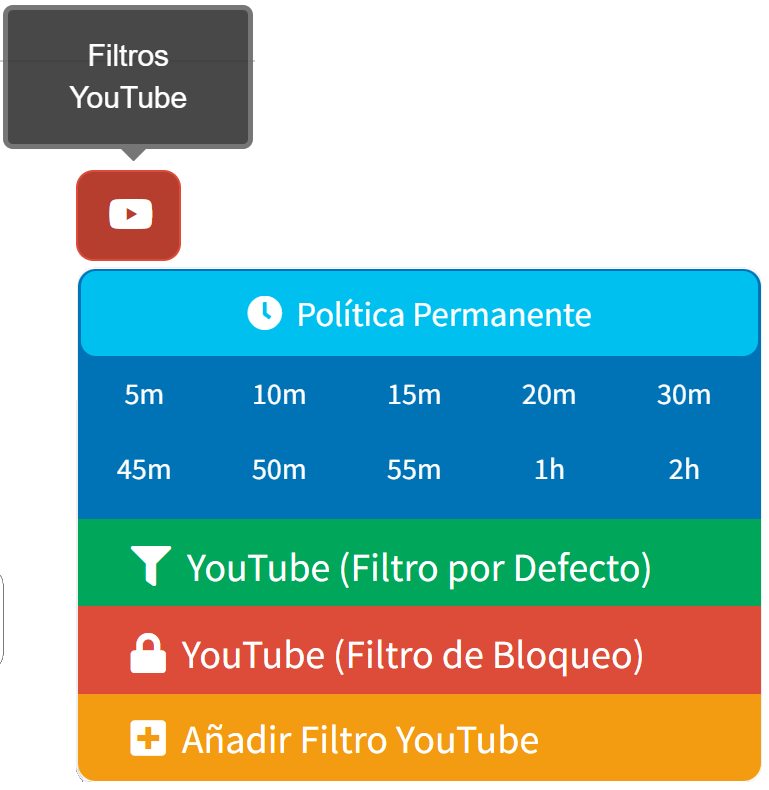 Filtros
YouTube
Política Permanente
5m 10m 15m 20m 30m
45m 50m 55m 1h 2h
YouTube (Filtro por Defecto)
YouTube (Filtro de Bloqueo)
Añadir Filtro YouTube